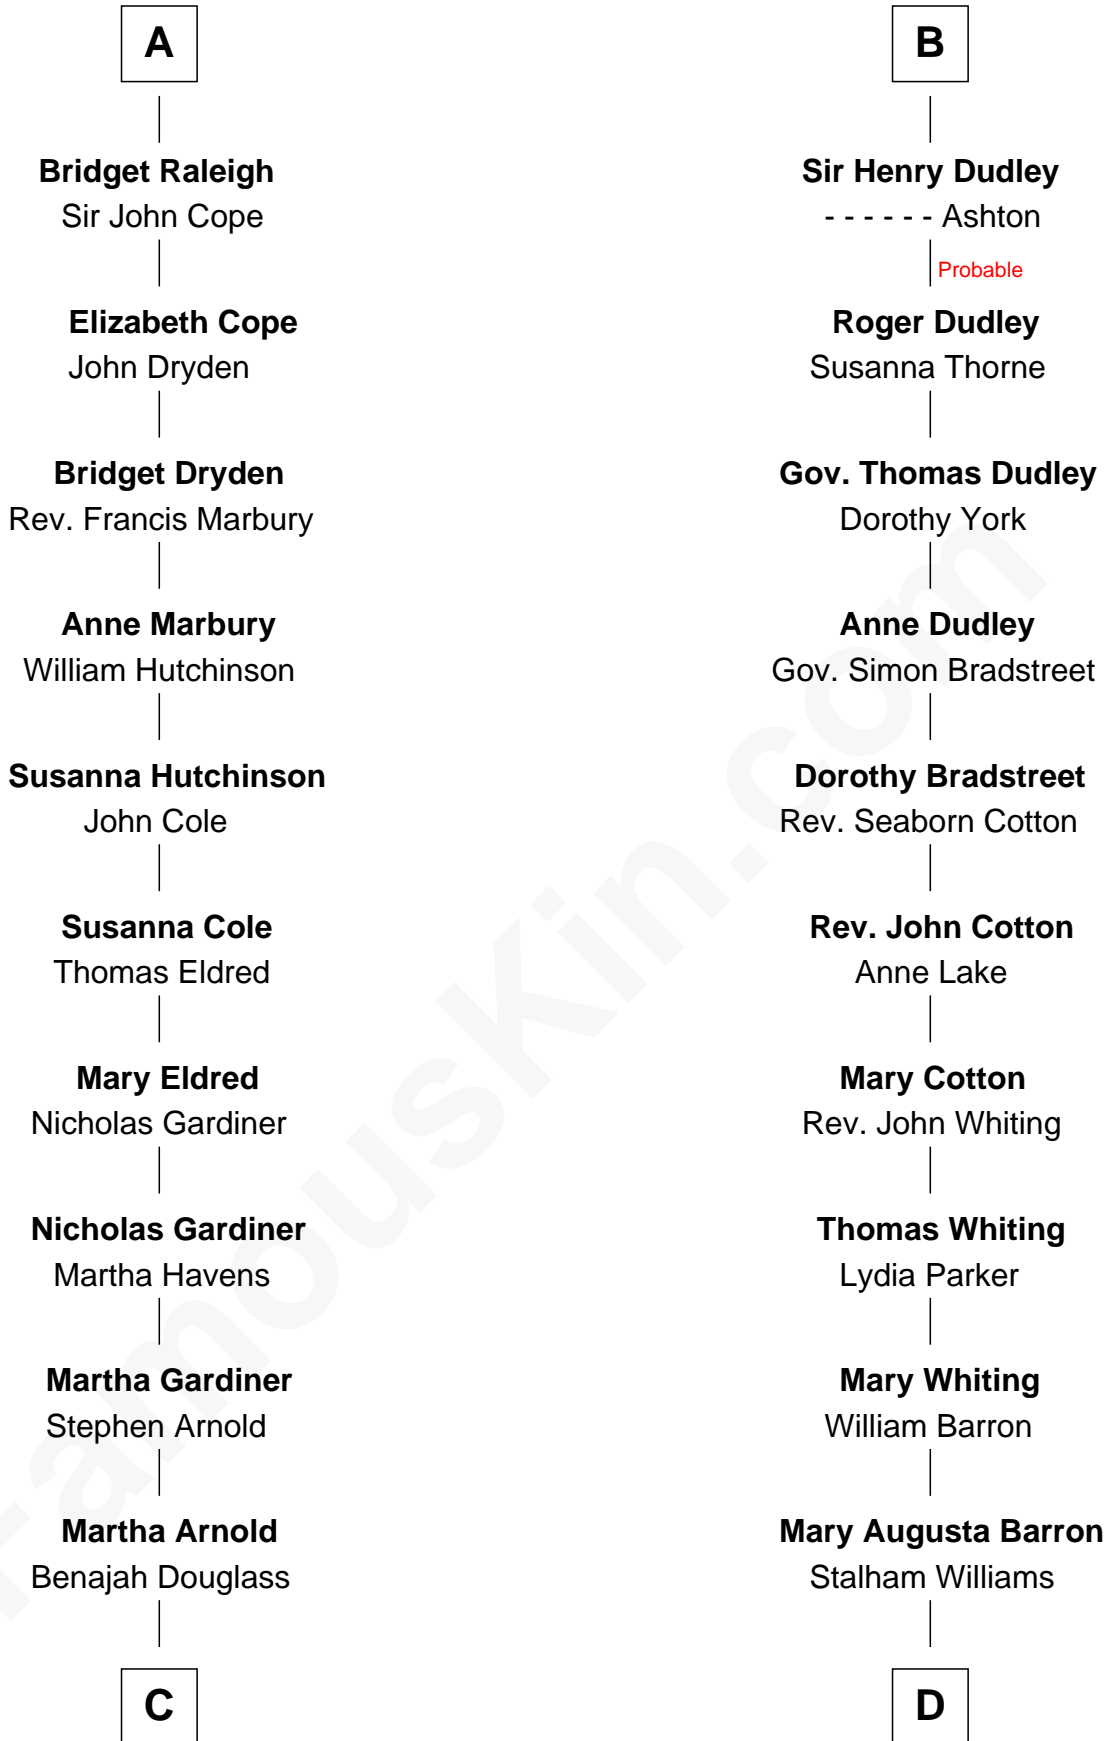 A
Bridget Raleigh
Sir John Cope
Elizabeth Cope
John Dryden
Bridget Dryden
Rev. Francis Marbury
Anne Marbury
William Hutchinson
Susanna Hutchinson
John Cole
Susanna Cole
Thomas Eldred
Mary Eldred
Nicholas Gardiner
Nicholas Gardiner
Martha Havens
Martha Gardiner
Stephen Arnold
Martha Arnold
Benajah Douglass
C
B
Sir Henry Dudley
- - - - - - Ashton
Probable
Roger Dudley
Susanna Thorne
Gov. Thomas Dudley
Dorothy York
Anne Dudley
Gov. Simon Bradstreet
Dorothy Bradstreet
Rev. Seaborn Cotton
Rev. John Cotton
Anne Lake
Mary Cotton
Rev. John Whiting
Thomas Whiting
Lydia Parker
Mary Whiting
William Barron
Mary Augusta Barron
Stalham Williams
D
FamousKin.com